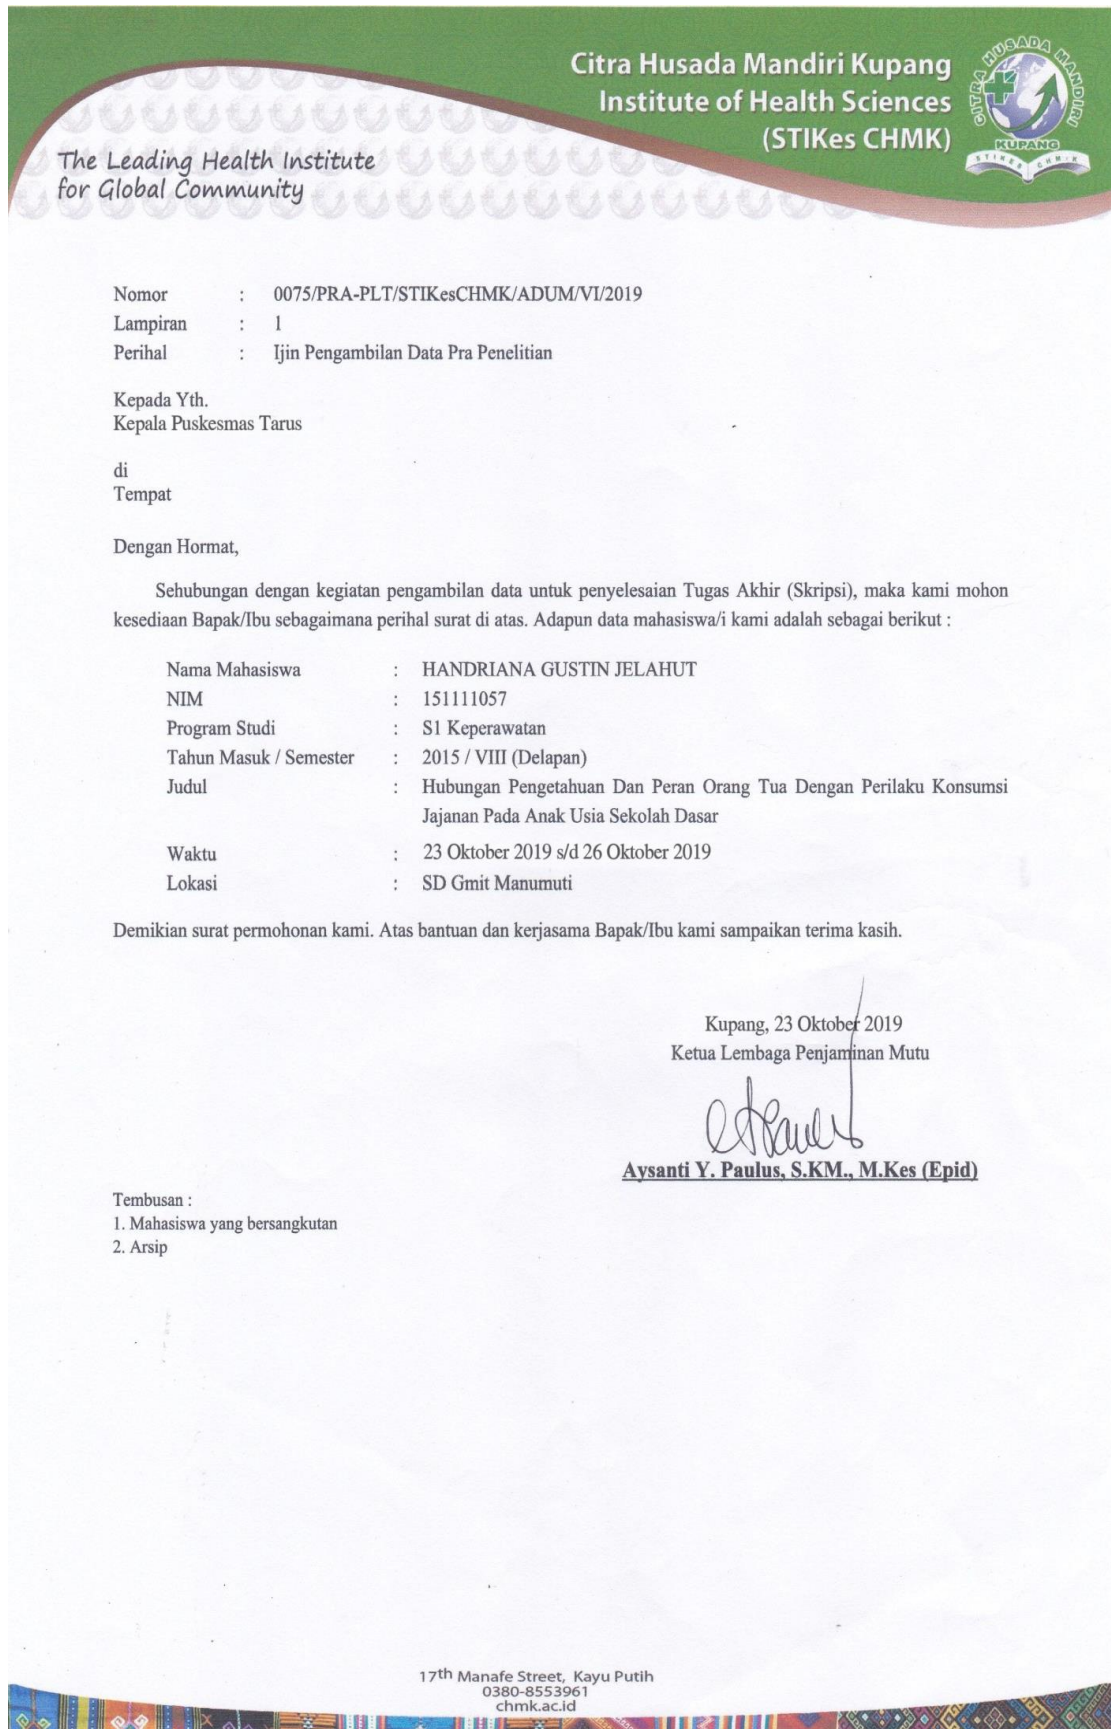 Citra Husada Mandiri Kupang
Institute of Health Sciences
(STIKes CHMK)
CITRA HUSADA MANDIRI
KUPANG
STIKES CHM-K
The Leading Health Institute
for Global Community
Nomor : 0075/PRA-PLT/STIKesCHMK/ADUM/VI/2019
Lampiran : 1
Perihal : Ijin Pengambilan Data Pra Penelitian
Kepada Yth.
Kepala Puskesmas Tarus
di
Tempat
Dengan Hormat,
Sehubungan dengan kegiatan pengambilan data untuk penyelesaian Tugas Akhir (Skripsi), maka kami mohon
kesediaan Bapak/Ibu sebagaimana perihal surat di atas. Adapun data mahasiswa/i kami adalah sebagai berikut :
Nama Mahasiswa : HANDRIANA GUSTIN JELAHUT
NIM : 151111057
Program Studi : S1 Keperawatan
Tahun Masuk / Semester : 2015 / VIII (Delapan)
Judul : Hubungan Pengetahuan Dan Peran Orang Tua Dengan Perilaku Konsumsi
Jajanan Pada Anak Usia Sekolah Dasar
Waktu : 23 Oktober 2019 s/d 26 Oktober 2019
Lokasi : SD Gmit Manumuti
Demikian surat permohonan kami. Atas bantuan dan kerjasama Bapak/Ibu kami sampaikan terima kasih.
Kupang, 23 Oktober 2019
Ketua Lembaga Penjaminan Mutu
Aysanti Y. Paulus, S.KM., M.Kes (Epid)
Tembusan :
1. Mahasiswa yang bersangkutan
2. Arsip
17th Manafe Street, Kayu Putih
0380-8553961
chmk.ac.id